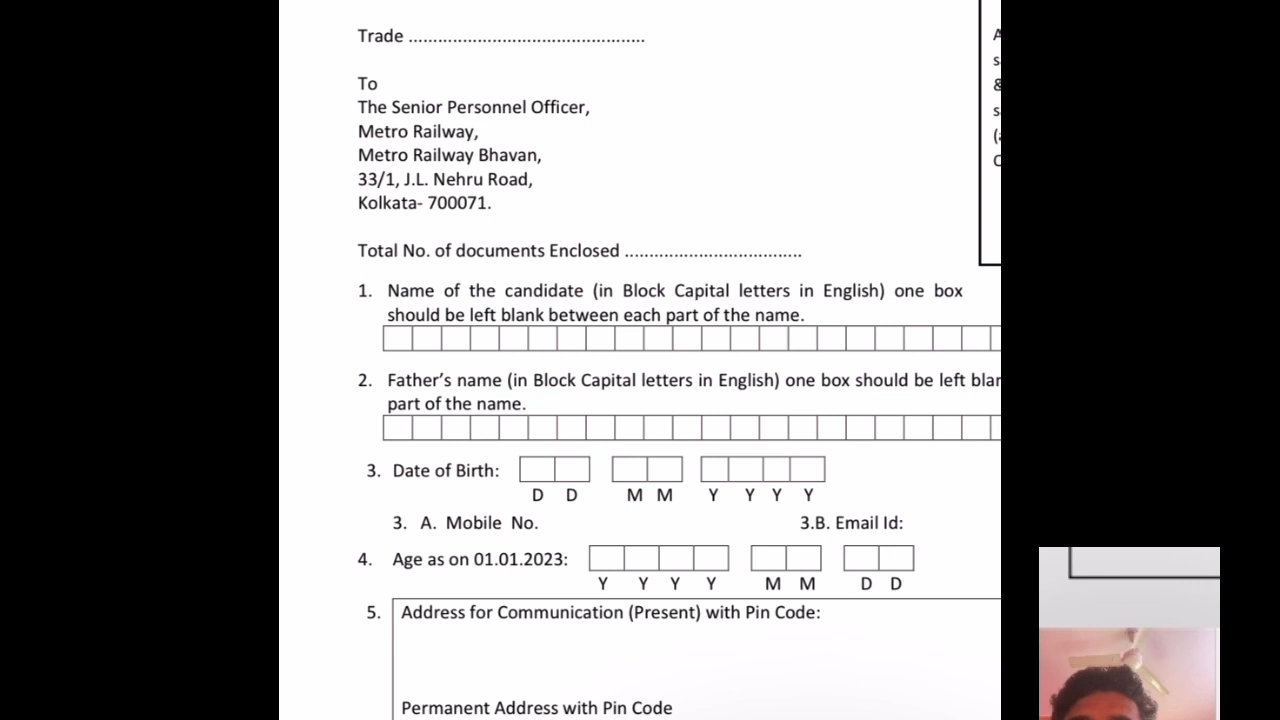 Trade ................................................
To
The Senior Personnel Officer,
Metro Railway,
Metro Railway Bhavan,
33/1, J.L. Nehru Road,
Kolkata- 700071.
Total No. of documents Enclosed ....................................
1. Name of the candidate (in Block Capital letters in English) one box
should be left blank between each part of the name.
2. Father's name (in Block Capital letters in English) one box should be left
part of the name.
3. Date of Birth:
D D M M Y Y Y Y
3. A. Mobile No. 3.B. Email Id:
4. Age as on 01.01.2023:
Y Y Y Y M M D D
5. Address for Communication (Present) with Pin Code:
Permanent Address with Pin Code